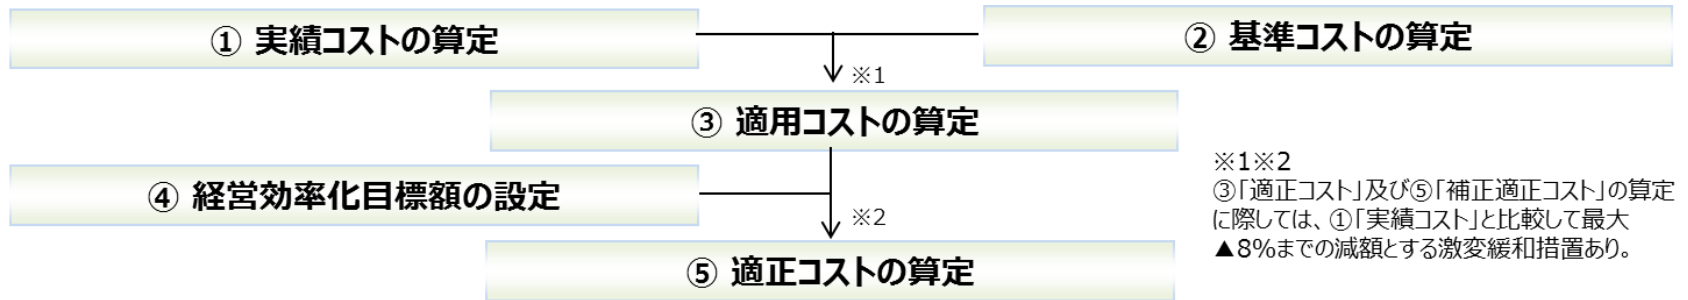 ① 実績コストの算定
② 基準コストの算定
※1
③ 適用コストの算定
④ 経営効率化目標額の設定
※2
⑤ 適正コストの算定
※1※2
③「適正コスト」及び⑤「補正適正コスト」の算定
に際しては、①「実績コスト」と比較して最大
▲8%までの減額とする激変緩和措置あり。